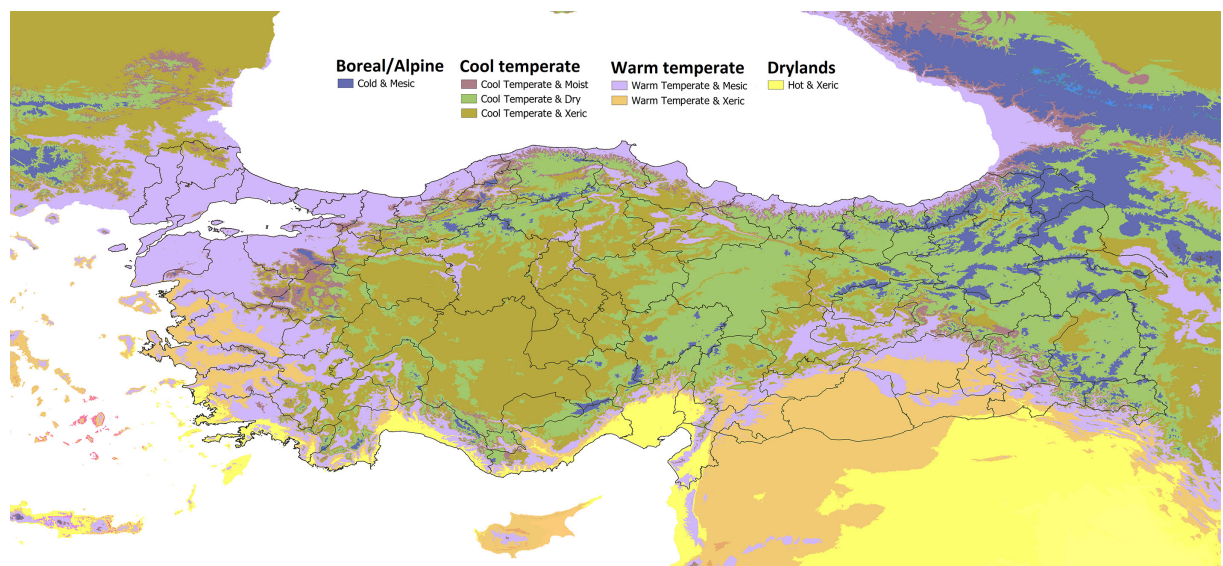 Boreal/Alpine
Cold & Mesic
Cool temperate
Cool Temperate & Moist
Cool Temperate & Dry
Cool Temperate & Xeric
Warm temperate
Warm Temperate & Mesic
Warm Temperate & Xeric
Drylands
Hot & Xeric